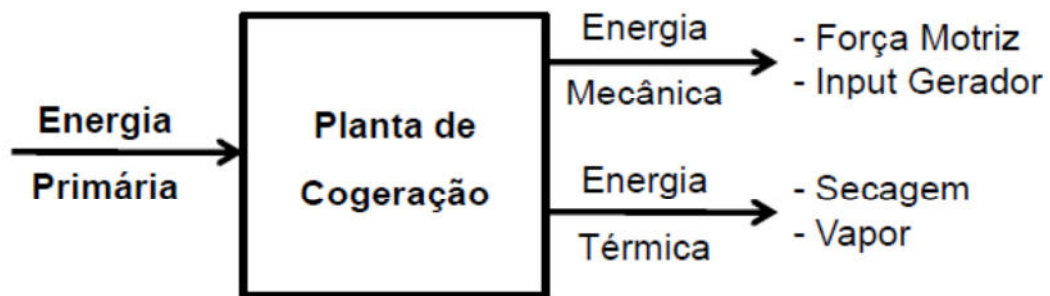 Energia
Primária
Planta de
Cogeração
Energia
Mecânica
- Força Motriz
- Input Gerador
Energia
Térmica
- Secagem
- Vapor